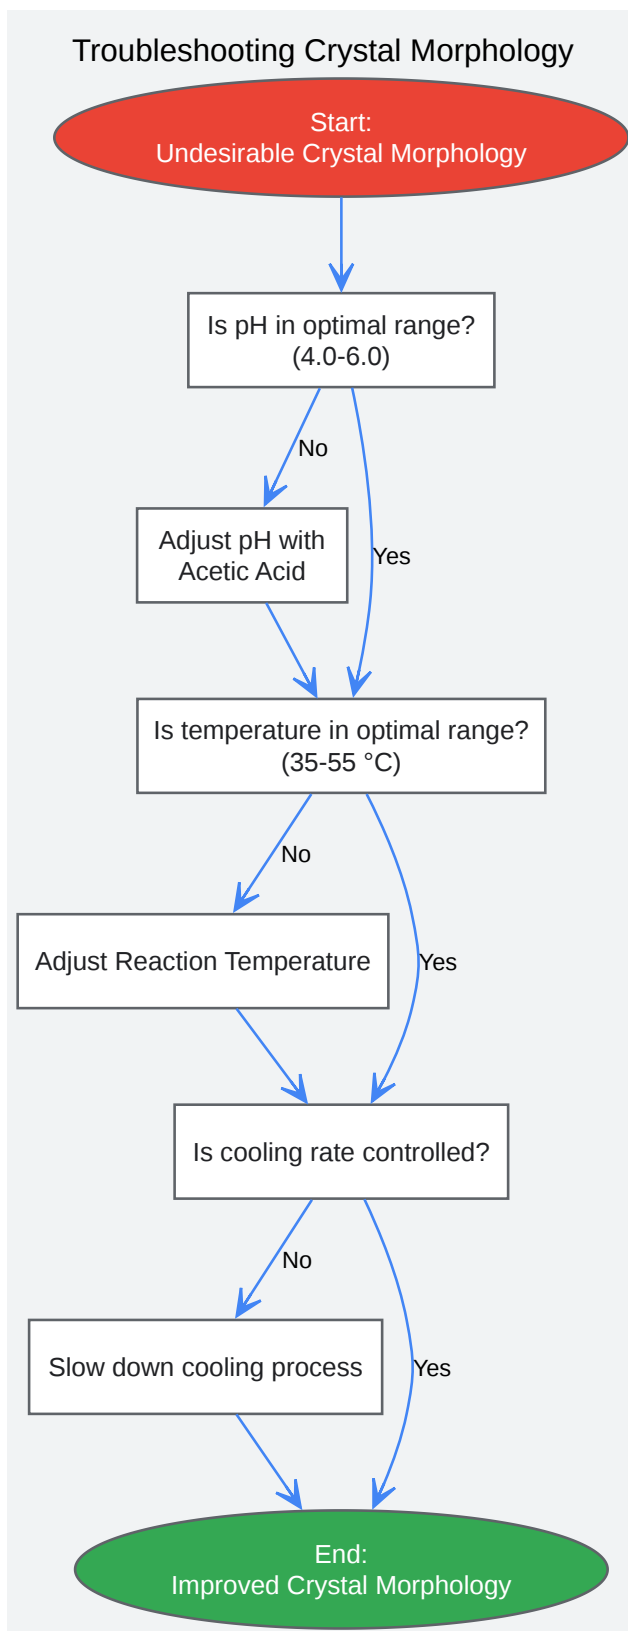 Troubleshooting Crystal Morphology
Start:
Undesirable Crystal Morphology
Is pH in optimal range?
(4.0-6.0)
No
Adjust pH with
Acetic Acid
Yes
Is temperature in optimal range?
(35-55 °C)
No
Adjust Reaction Temperature
Yes
Is cooling rate controlled?
No
Slow down cooling process
Yes
End:
Improved Crystal Morphology